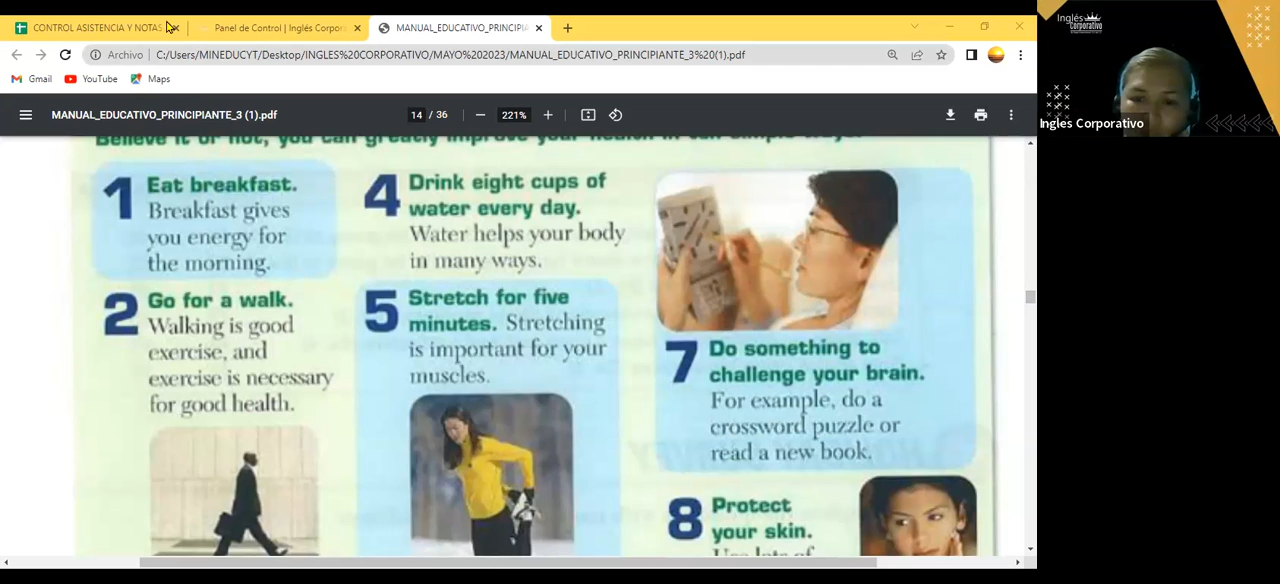 CONTROL ASISTENCIA Y NOTAS
Panel de Control | Inglés Corpora
MANUAL_EDUCATIVO_PRINCIPIA
Archivo
C:/Users/MINEDUCYT/Desktop/INGLES%20CORPORATIVO/MAYO%202023/MANUAL_EDUCATIVO_PRINCIPIANTE_3%20(1).pdf
Gmail
YouTube
Maps
MANUAL_EDUCATIVO_PRINCIPIANTE_3 (1).pdf
14 / 36
221%
1 Eat breakfast.
Breakfast gives
you energy for
the morning.
2 Go for a walk.
Walking is good
exercise, and
exercise is necessary
for good health.
4 Drink eight cups of
water every day.
Water helps your body
in many ways.
5 Stretch for five
minutes. Stretching
is important for your
muscles.
7 Do something to
challenge your brain.
For example, do a
crossword puzzle or
read a new book.
8 Protect
your skin.
Use lots of
Inglés
Corporativo
Ingles Corporativo